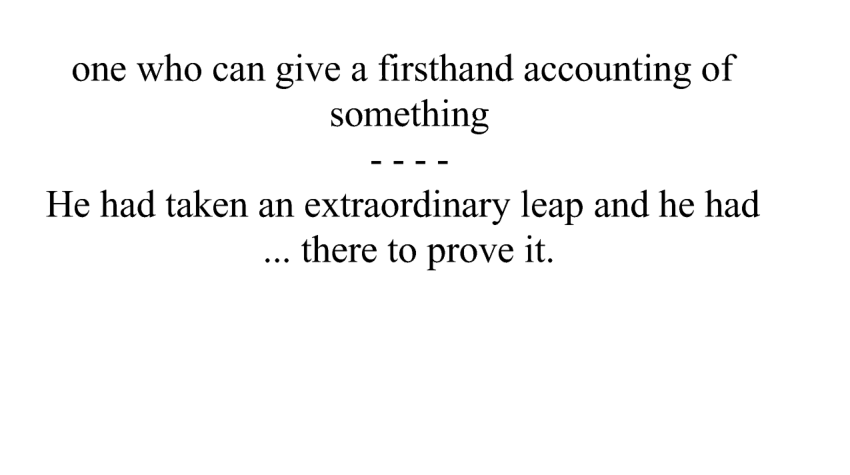 one who can give a firsthand accounting of
something
- - - -
He had taken an extraordinary leap and he had
... there to prove it.